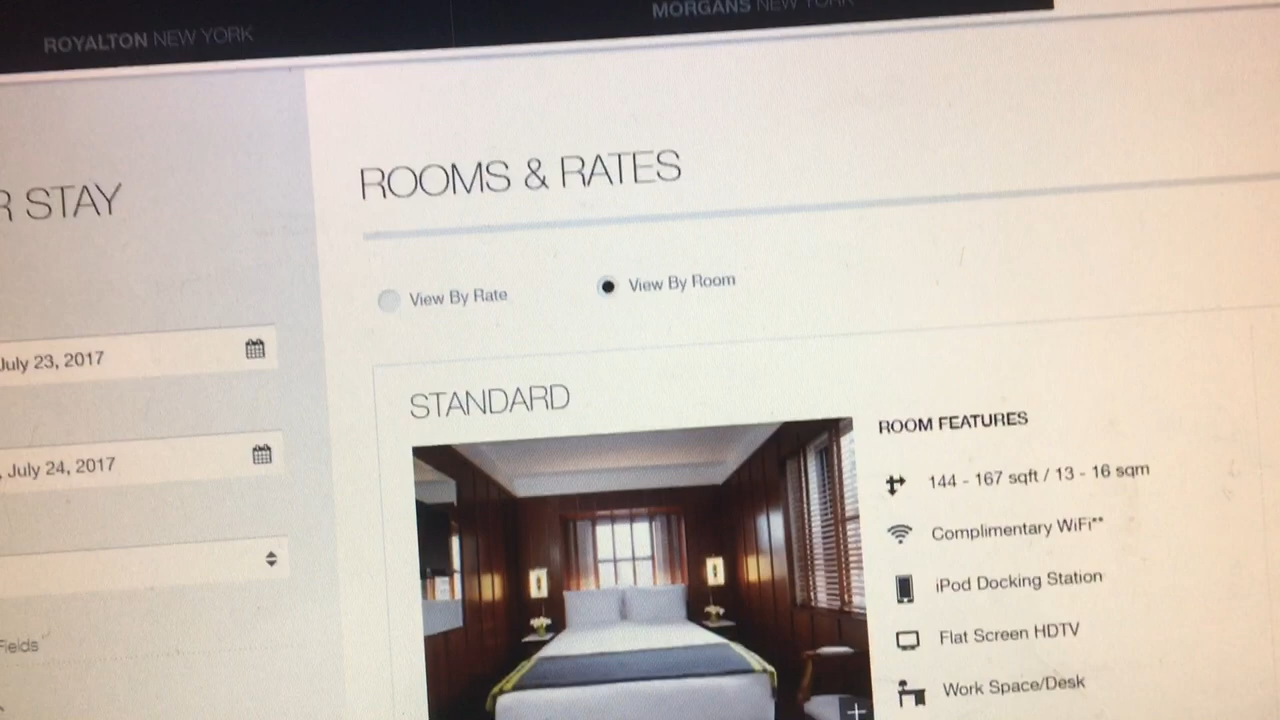 ROYALTON NEW YORK
MORGANS NEW YORK
R STAY
July 23, 2017
, July 24, 2017
Fields
ROOMS & RATES
View By Rate
View By Room
STANDARD
ROOM FEATURES
144 - 167 sqft / 13 - 16 sqm
Complimentary WiFi**
iPod Docking Station
Flat Screen HDTV
Work Space/Desk